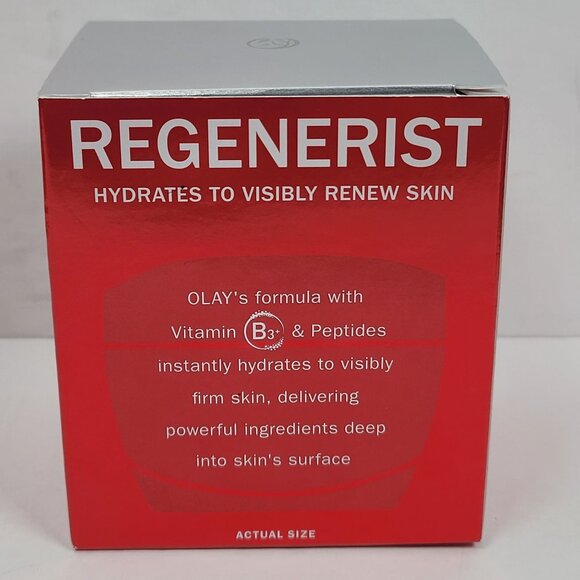 REGENERIST
HYDRATES TO VISIBLY RENEW SKIN
OLAY's formula with
Vitamin B3+ & Peptides
instantly hydrates to visibly
firm skin, delivering
powerful ingredients deep
into skin's surface
ACTUAL SIZE